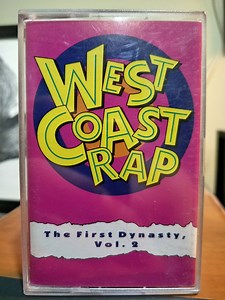 WEST
COAST
RAP
The First Dynasty,
Vol. 2